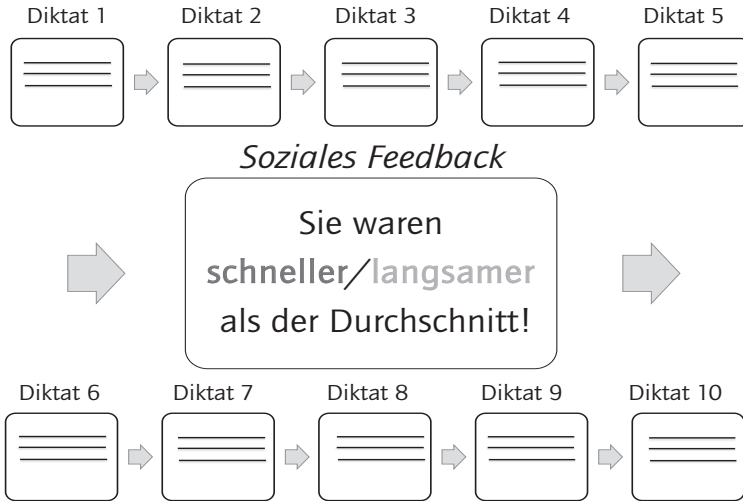 Diktat 1 Diktat 2 Diktat 3 Diktat 4 Diktat 5
Soziales Feedback
Sie waren
schneller/langsamer
als der Durchschnitt!
Diktat 6 Diktat 7 Diktat 8 Diktat 9 Diktat 10